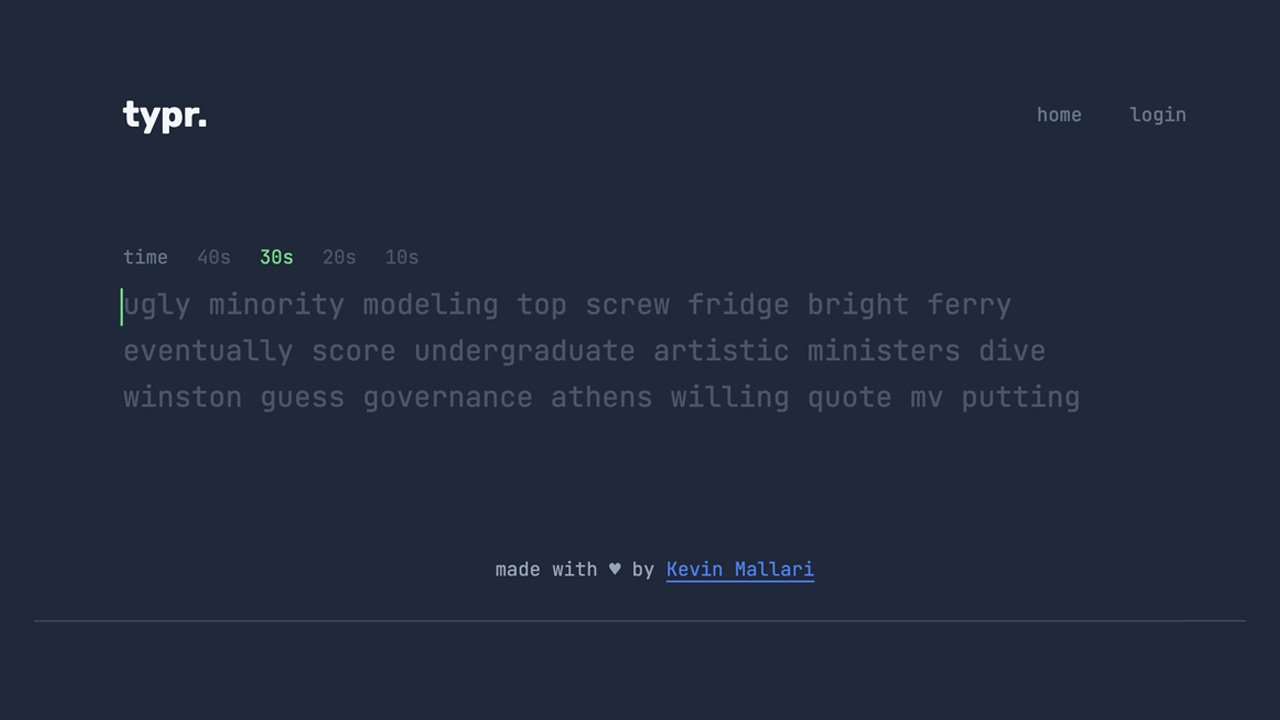 typr.
home login
time 40s 30s 20s 10s
ugly minority modeling top screw fridge bright ferry
eventually score undergraduate artistic ministers dive
winston guess governance athens willing quote mv putting
made with ♥ by Kevin Mallari